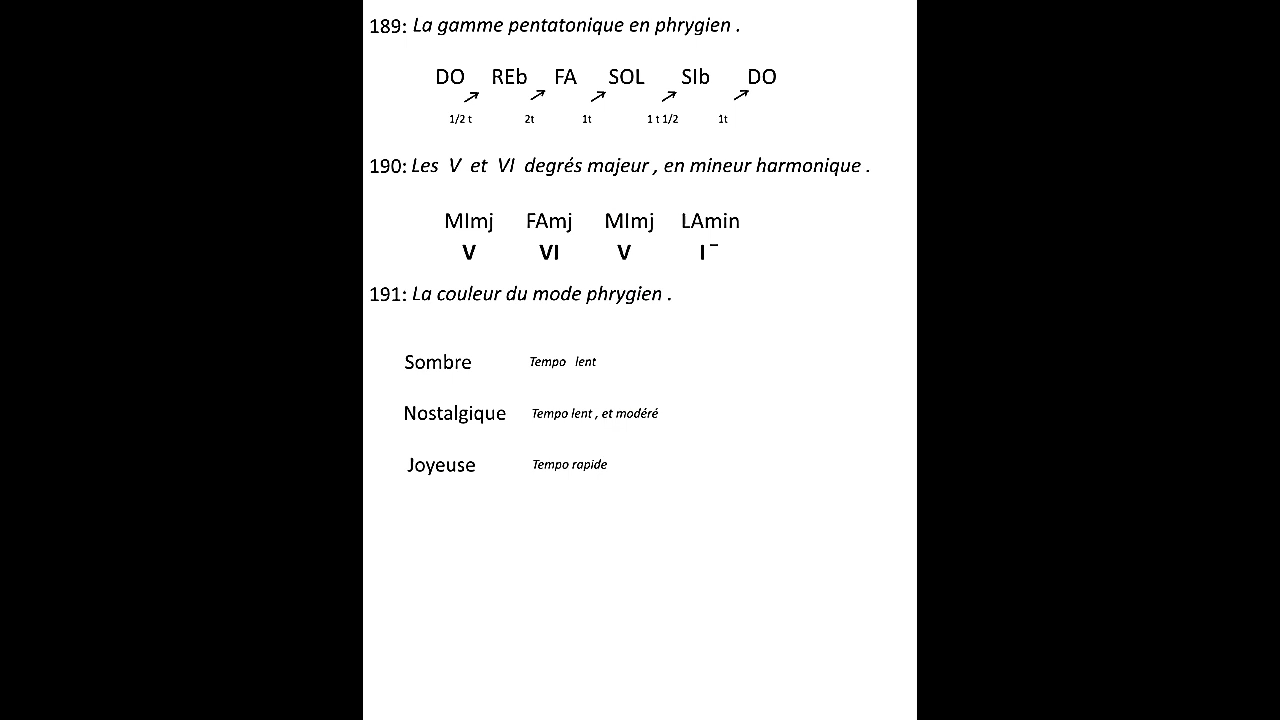 189: La gamme pentatonique en phrygien .
DO REb FA SOL SIb DO
1/2 t 2t 1t 1 t 1/2 1t
190: Les V et VI degrés majeur , en mineur harmonique .
MImj FAmj MImj LAmin
V VI V I⁻
191: La couleur du mode phrygien .
Sombre Tempo lent
Nostalgique Tempo lent , et modéré
Joyeuse Tempo rapide